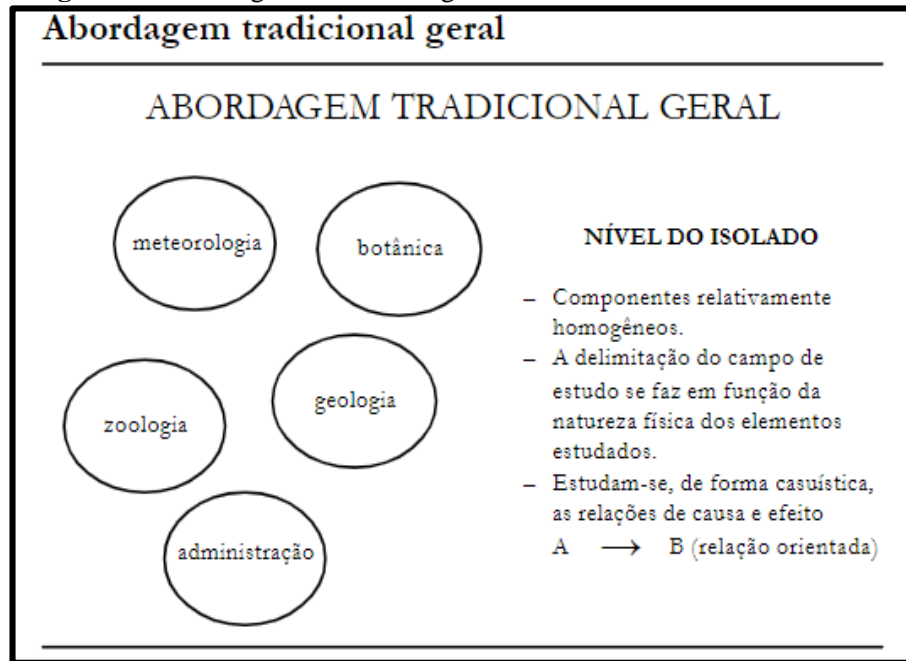 Abordagem tradicional geral
ABORDAGEM TRADICIONAL GERAL
meteorologia
botânica
geologia
zoologia
administração
NÍVEL DO ISOLADO
– Componentes relativamente
homogêneos.
– A delimitação do campo de
estudo se faz em função da
natureza física dos elementos
estudados.
– Estudam-se, de forma casuística,
as relações de causa e efeito
A → B (relação orientada)